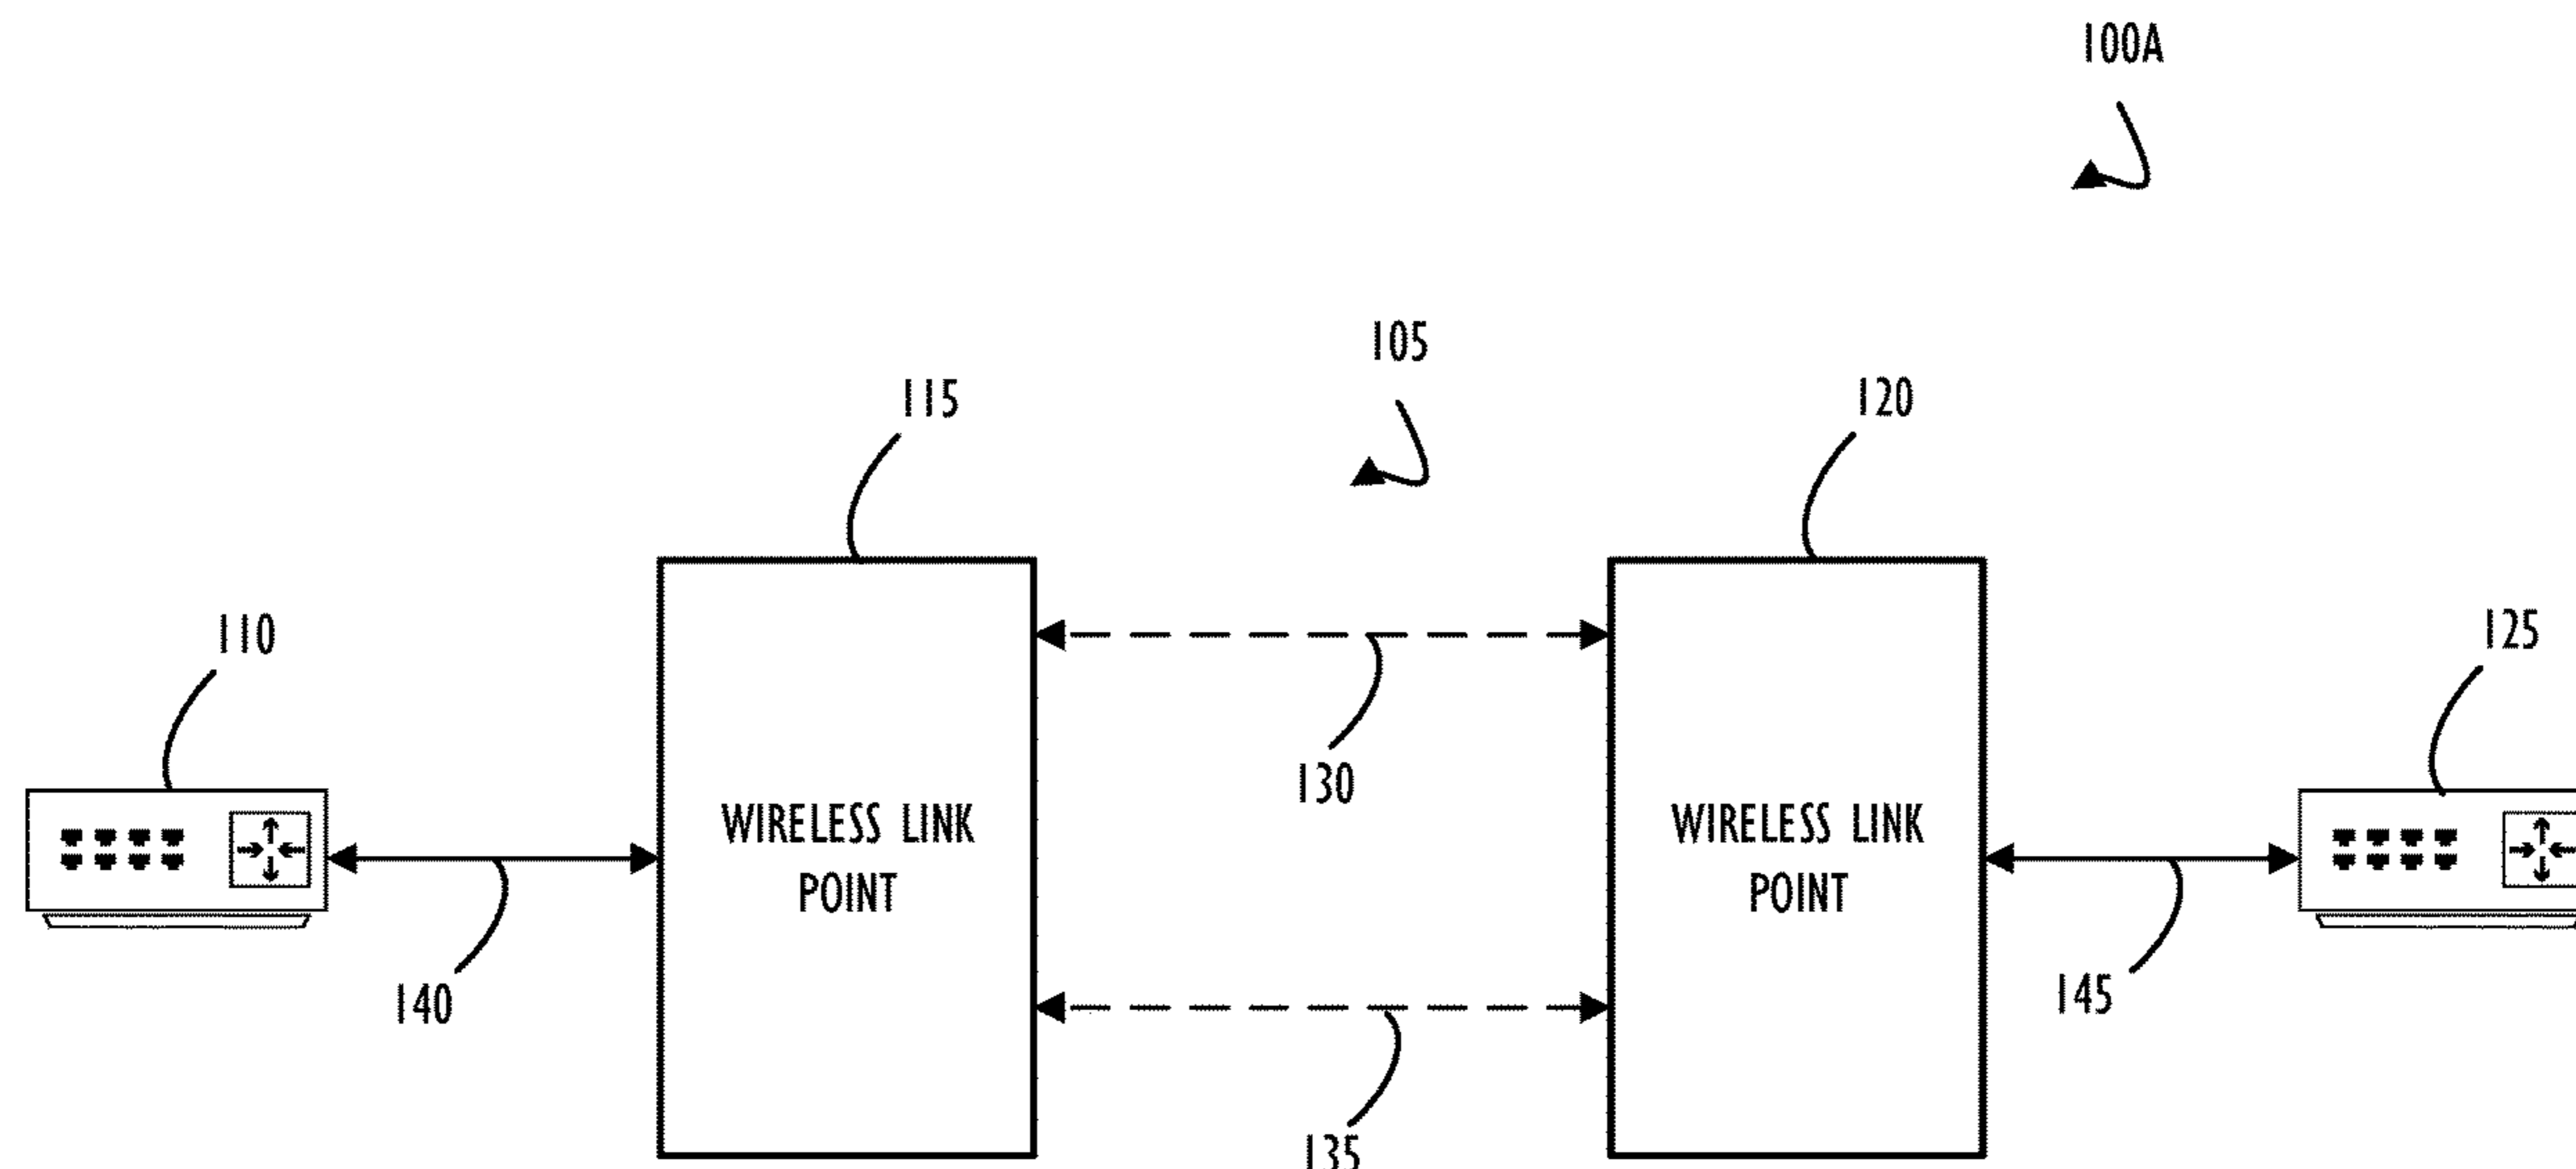 100A
105
115
120
110
125
130
WIRELESS LINK
POINT
WIRELESS LINK
POINT
140
145
135